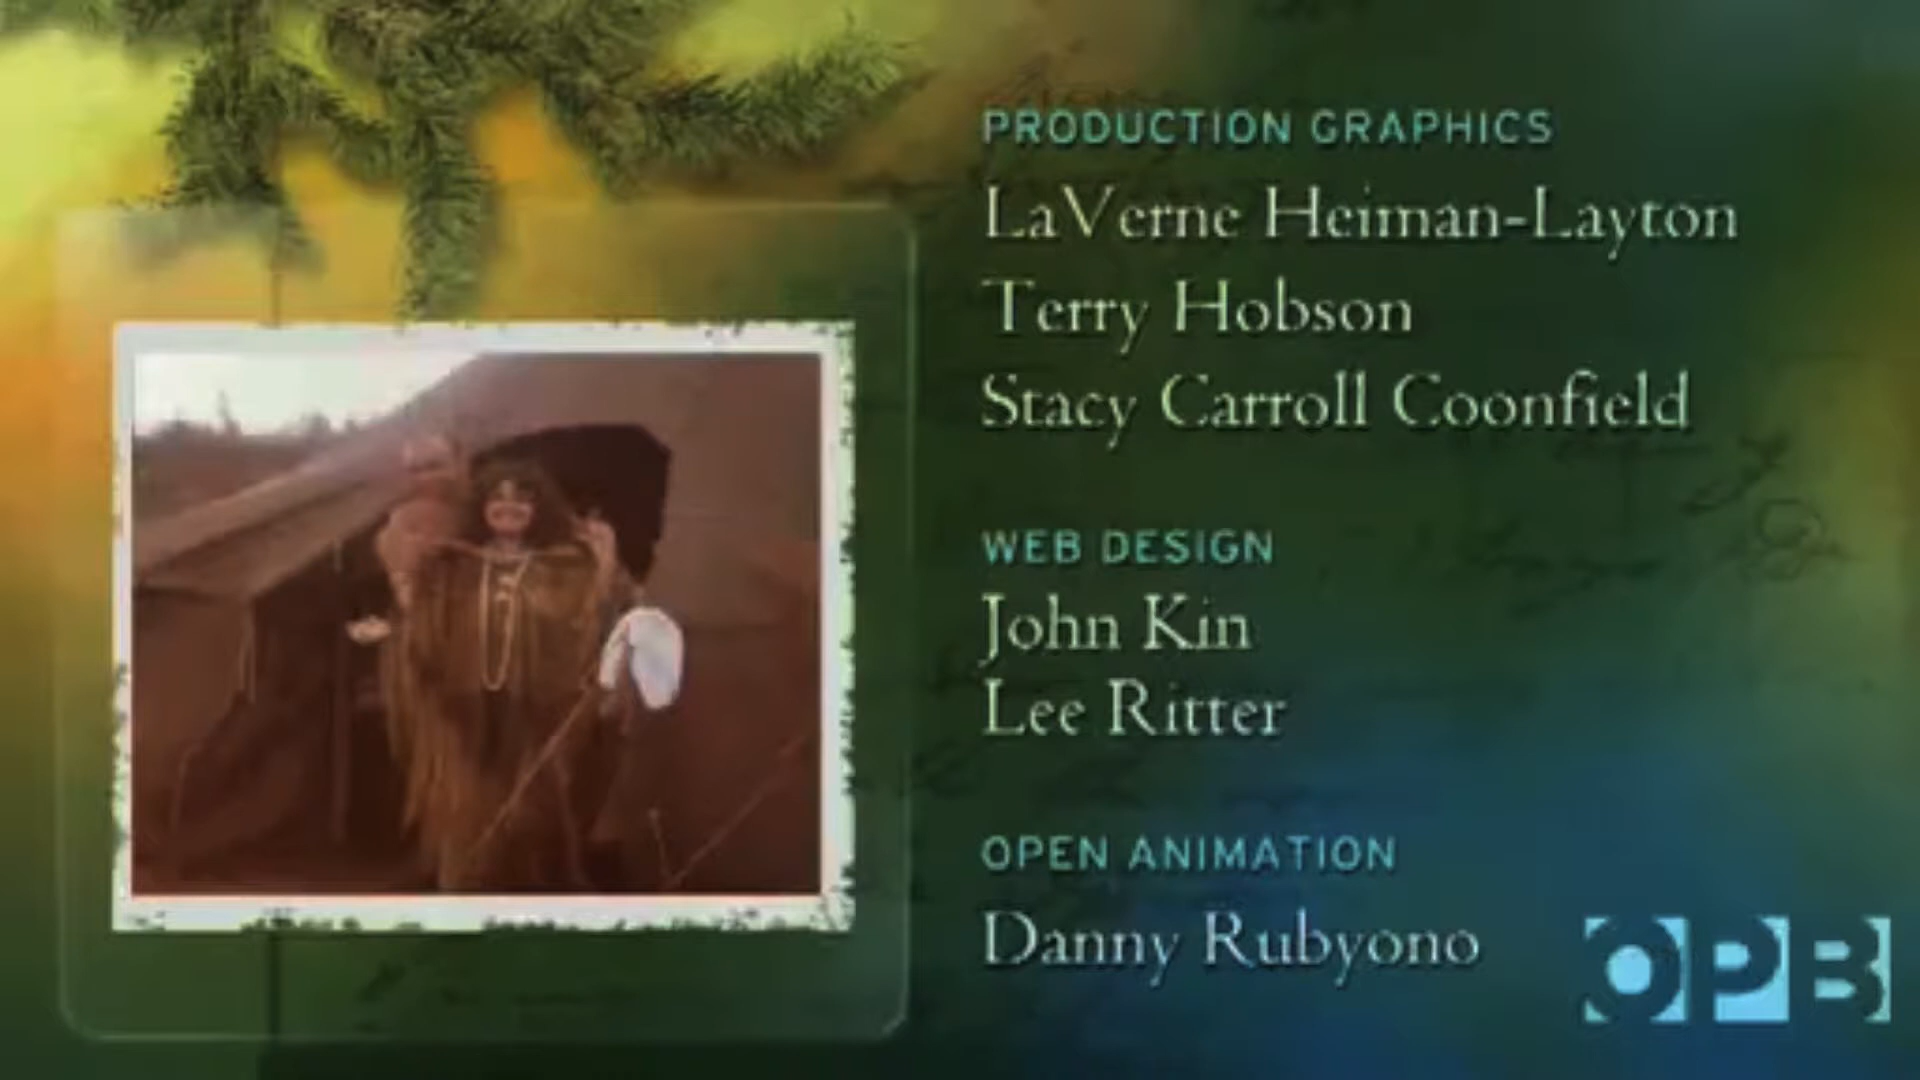 PRODUCTION GRAPHICS
LaVerne Heiman-Layton
Terry Hobson
Stacy Carroll Coonfield
WEB DESIGN
John Kin
Lee Ritter
OPEN ANIMATION
Danny Rubyono
OPB